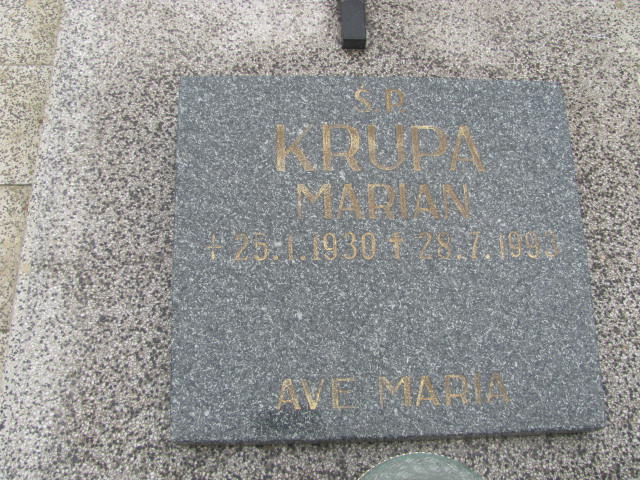 Ś.P.
KRUPA
MARIAN
25.1.1930 † 28.7.1993
AVE MARIA